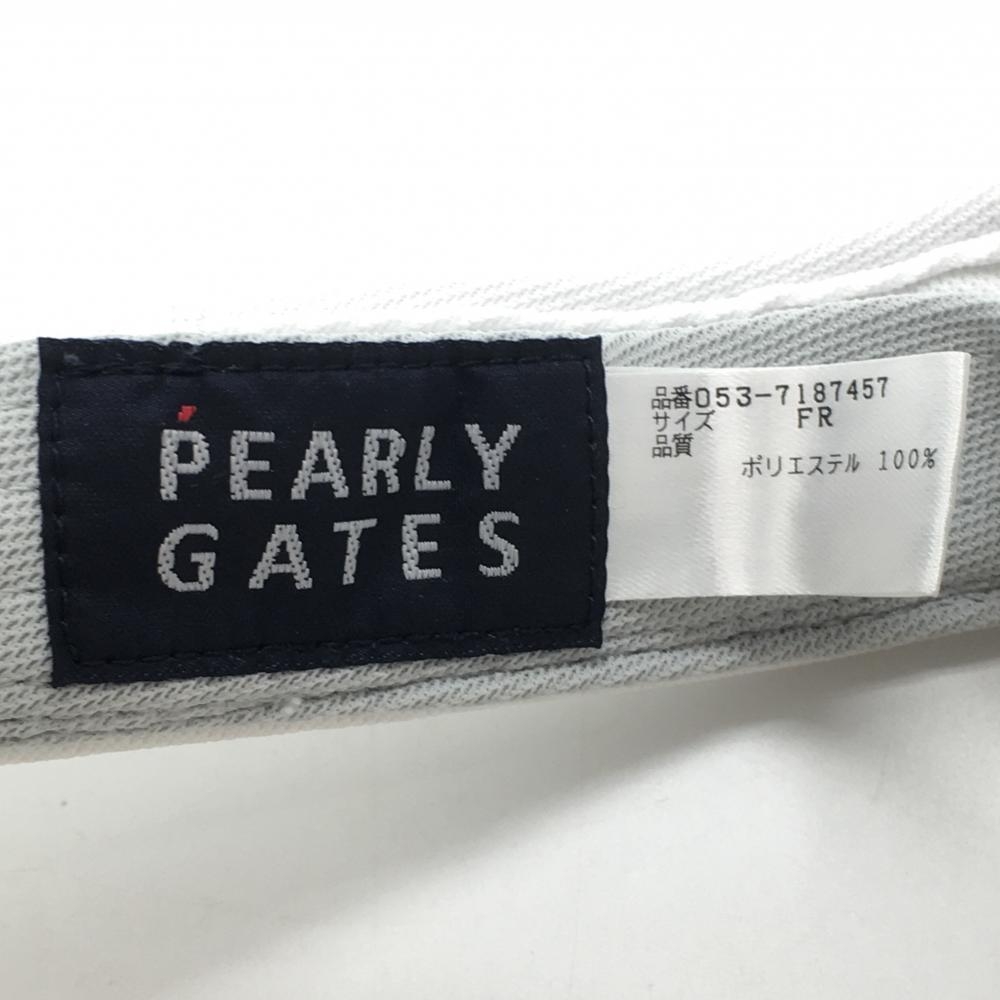 PEARLY
GATES
品番053-7187457
サイズ FR
品質
ポリエステル 100%